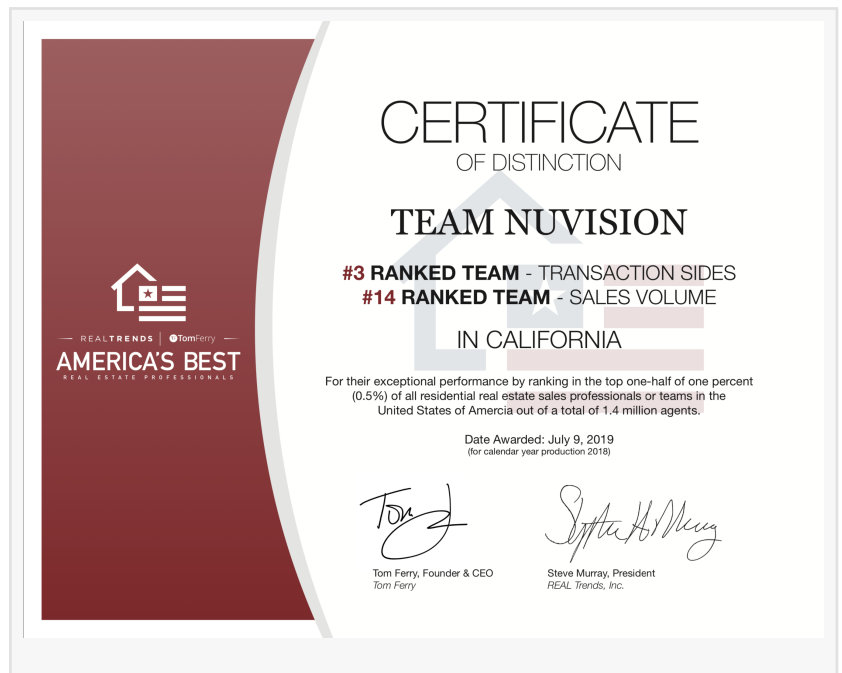 CERTIFICATE
OF DISTINCTION
TEAM NUVISION
#3 RANKED TEAM - TRANSACTION SIDES
#14 RANKED TEAM - SALES VOLUME
IN CALIFORNIA
For their exceptional performance by ranking in the top one-half of one percent
(0.5%) of all residential real estate sales professionals or teams in the
United States of Amercia out of a total of 1.4 million agents.
Date Awarded: July 9, 2019
(for calendar year production 2018)
Tom Ferry, Founder & CEO
Tom Ferry
Steve Murray, President
REAL Trends, Inc.
REALTRENDS | TomFerry
AMERICA'S BEST
REAL ESTATE PROFESSIONALS